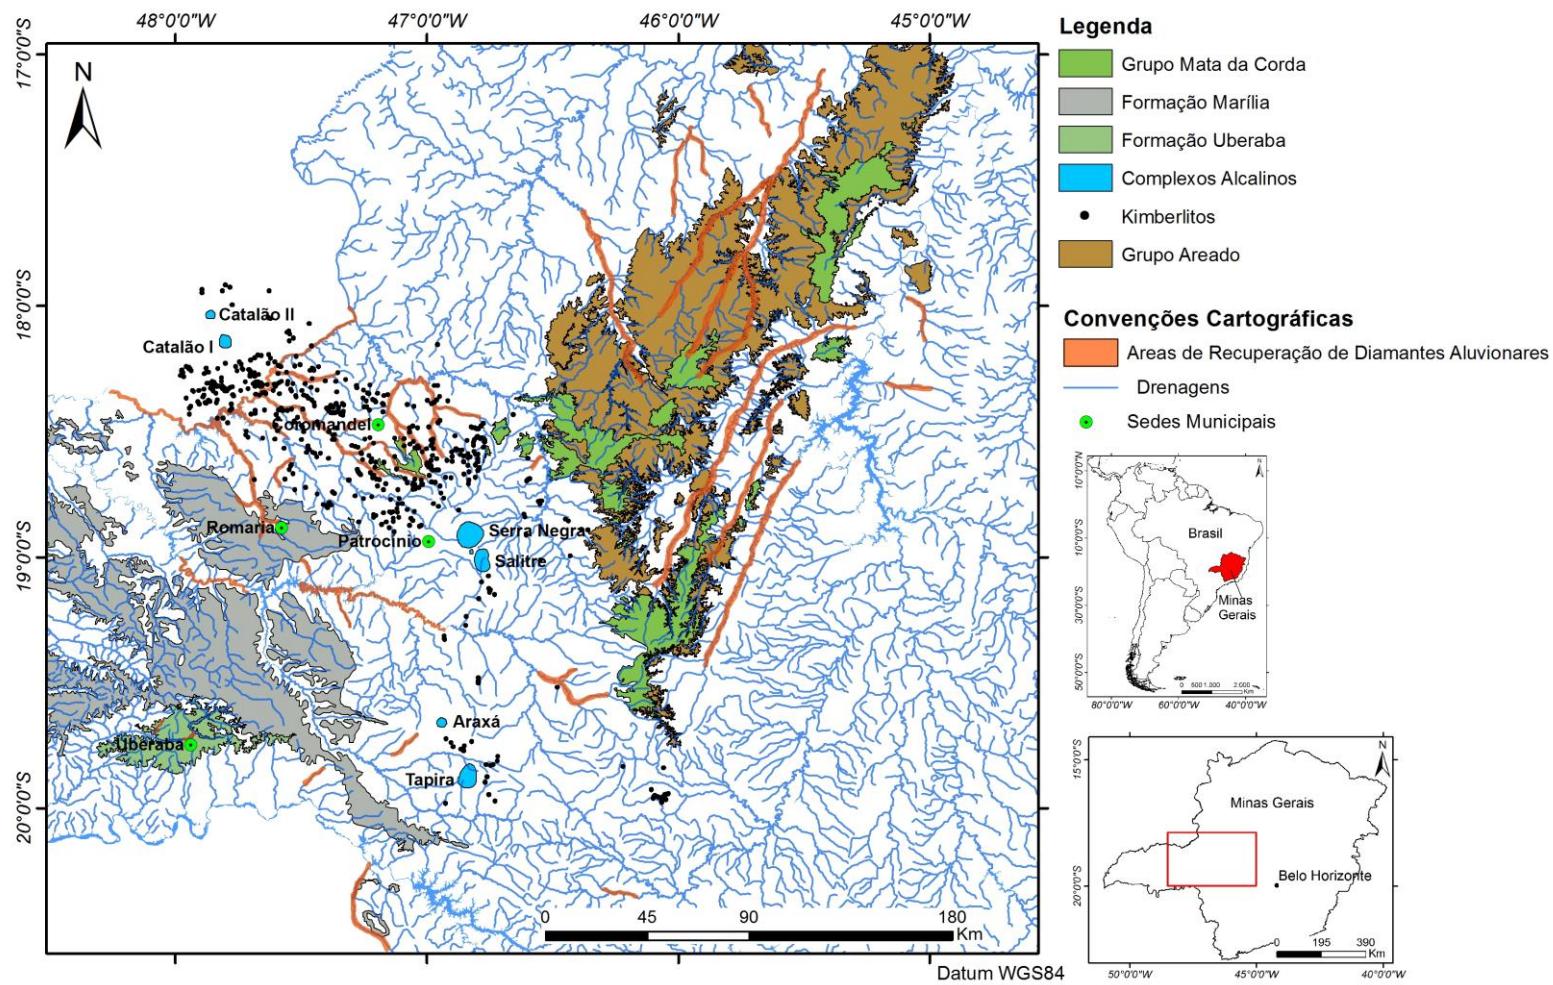 48°0'0"W
47°0'0"W
46°0'0"W
45°0'0"W
17°0'0"S
18°0'0"S
19°0'0"S
20°0'0"S
N
Catalão II
Catalão I
Coromandel
Romaria
Patrocínio
Serra Negra
Salitre
Araxá
Uberaba
Tapira
0 45 90 180
Km
Datum WGS84
Legenda
Grupo Mata da Corda
Formação Marília
Formação Uberaba
Complexos Alcalinos
Kimberlitos
Grupo Areado
Convenções Cartográficas
Areas de Recuperação de Diamantes Aluvionares
Drenagens
Sedes Municipais
10°0'0"N
10°0'0"S
30°0'0"S
50°0'0"S
N
Brasil
Minas
Gerais
0 500 1.000 2.000
Km
80°0'0"W
60°0'0"W
40°0'0"W
15°0'0"S
20°0'0"S
N
Minas Gerais
Belo Horizonte
0 195 390
Km
50°0'0"W
45°0'0"W
40°0'0"W